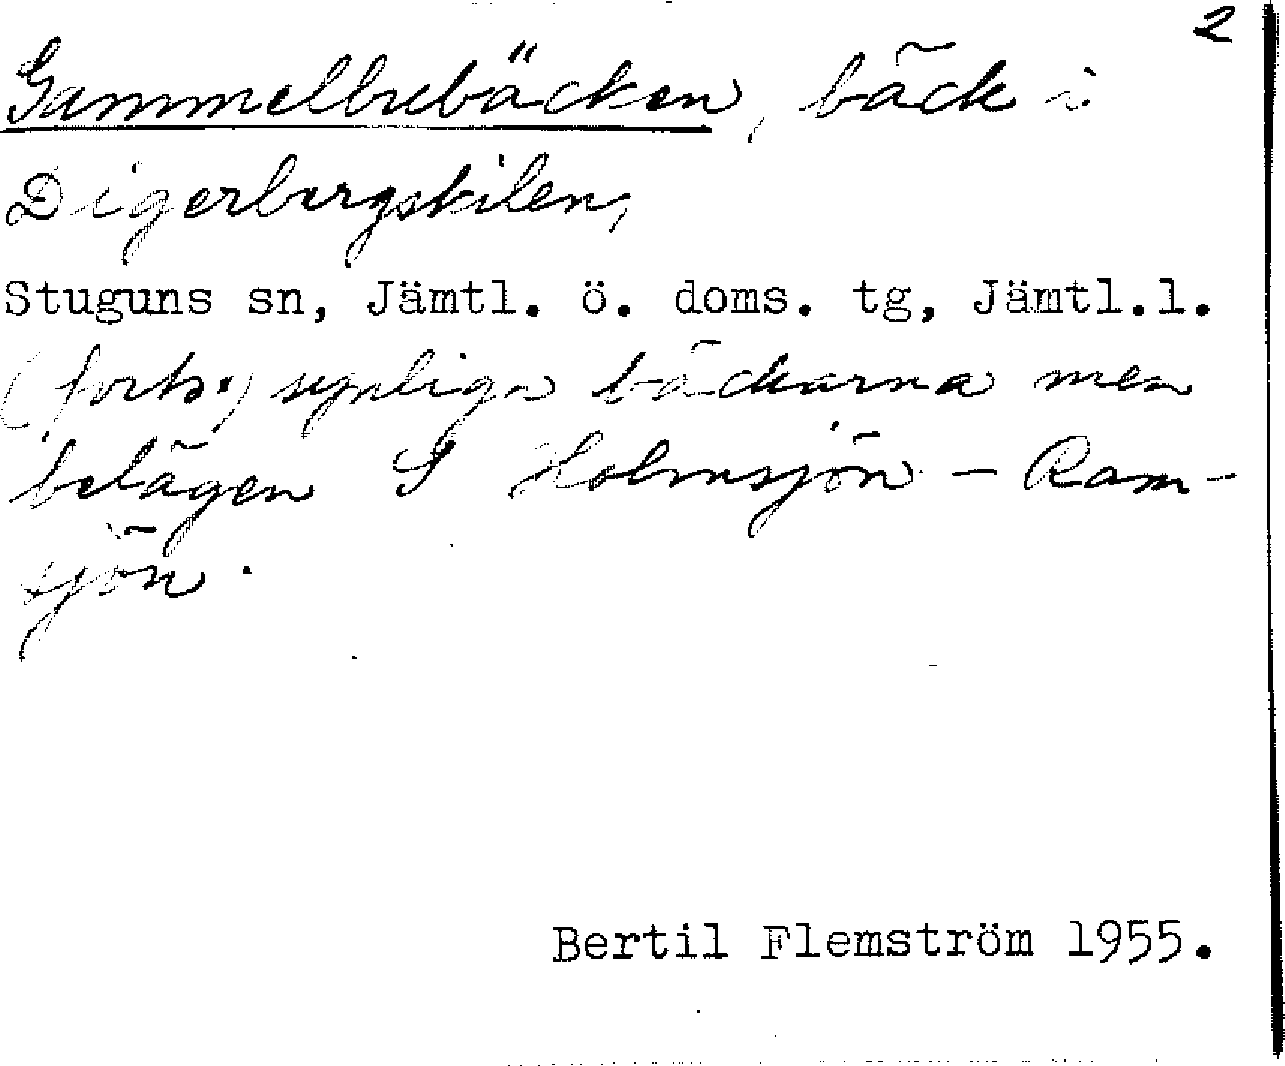 2
Gammelbubäcken, bäck i
Digerbergskilen,
Stuguns sn, Jämtl. ö. doms. tg, Jämtl.l.
(forts.) synliga bäckarna men
belägen S Holmsjön - Ram-
sjön.
Bertil Flemström 1955.